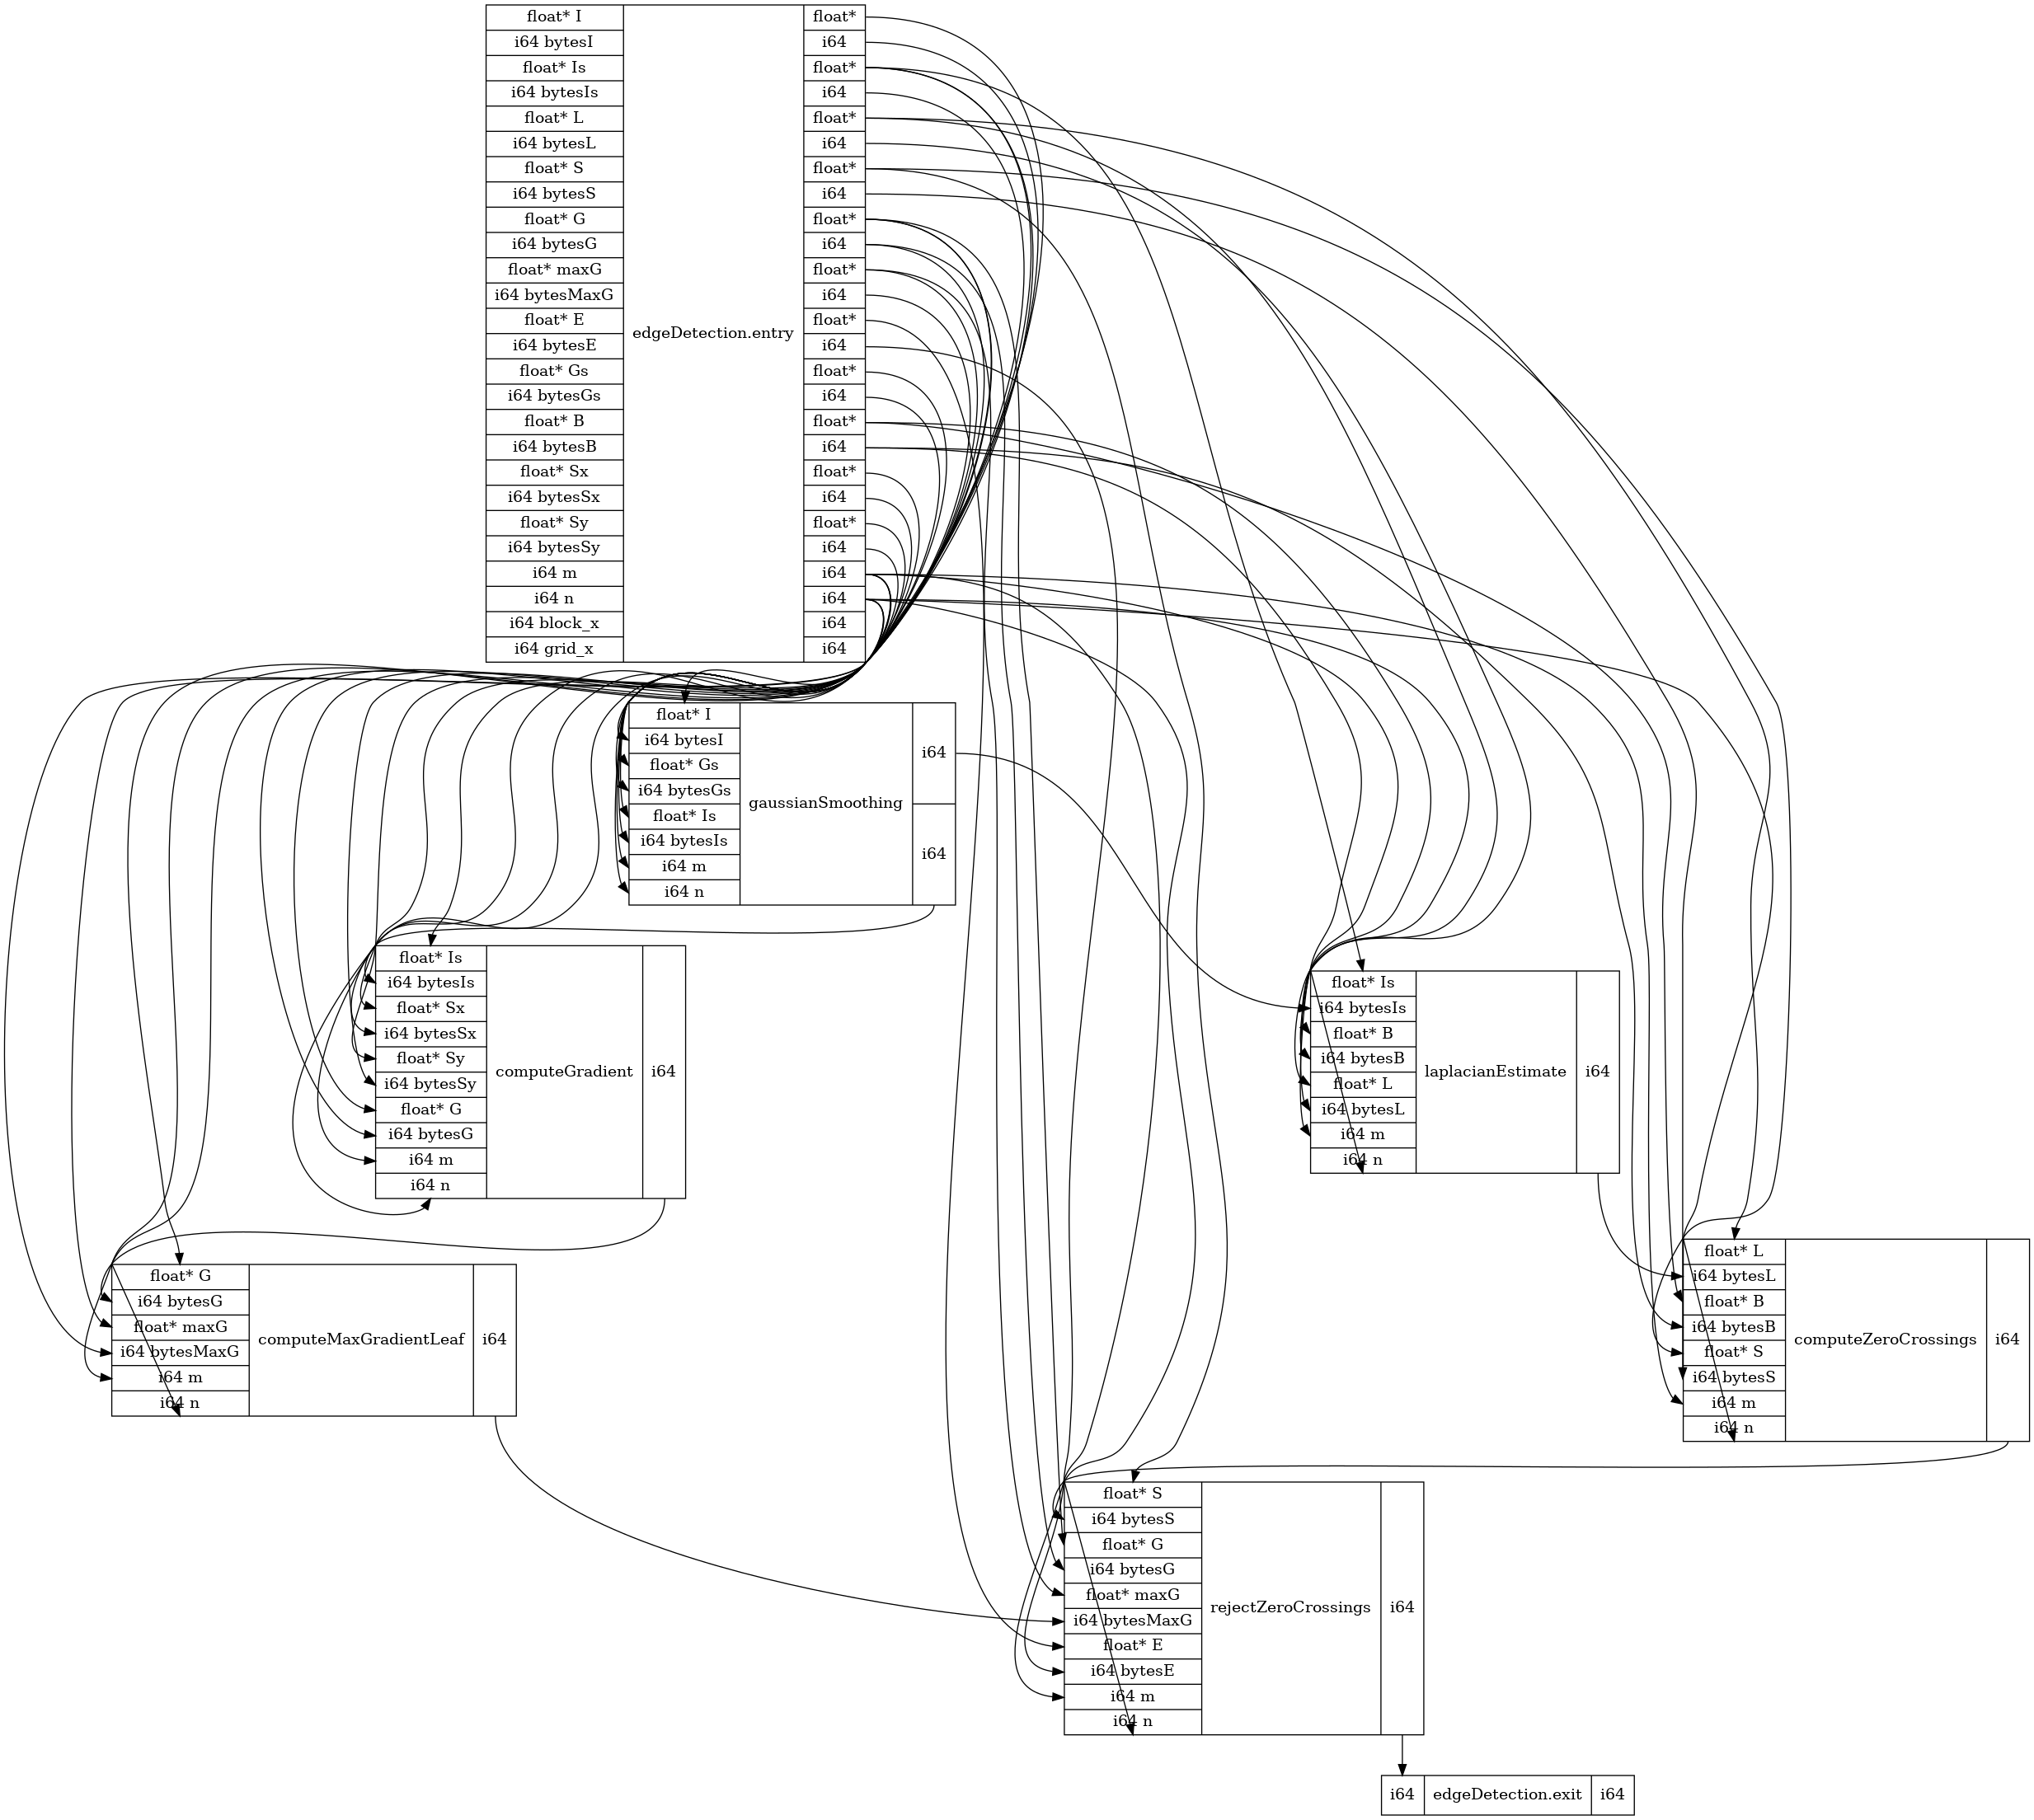 float* I
i64 bytesI
float* Is
i64 bytesIs
float* L
i64 bytesL
float* S
i64 bytesS
float* G
i64 bytesG
float* maxG
i64 bytesMaxG
float* E
i64 bytesE
float* Gs
i64 bytesGs
float* B
i64 bytesB
float* Sx
i64 bytesSx
float* Sy
i64 bytesSy
i64 m
i64 n
i64 block_x
i64 grid_x
edgeDetection.entry
float*
i64
float*
i64
float*
i64
float*
i64
float*
i64
float*
i64
float*
i64
float*
i64
float*
i64
float*
i64
float*
i64
i64
i64
i64
i64
float* I
i64 bytesI
float* Gs
i64 bytesGs
float* Is
i64 bytesIs
i64 m
i64 n
gaussianSmoothing
i64
i64
float* Is
i64 bytesIs
float* Sx
i64 bytesSx
float* Sy
i64 bytesSy
float* G
i64 bytesG
i64 m
i64 n
computeGradient
i64
float* Is
i64 bytesIs
float* B
i64 bytesB
float* L
i64 bytesL
i64 m
i64 n
laplacianEstimate
i64
float* G
i64 bytesG
float* maxG
i64 bytesMaxG
i64 m
i64 n
computeMaxGradientLeaf
i64
float* L
i64 bytesL
float* B
i64 bytesB
float* S
i64 bytesS
i64 m
i64 n
computeZeroCrossings
i64
float* S
i64 bytesS
float* G
i64 bytesG
float* maxG
i64 bytesMaxG
float* E
i64 bytesE
i64 m
i64 n
rejectZeroCrossings
i64
i64
edgeDetection.exit
i64